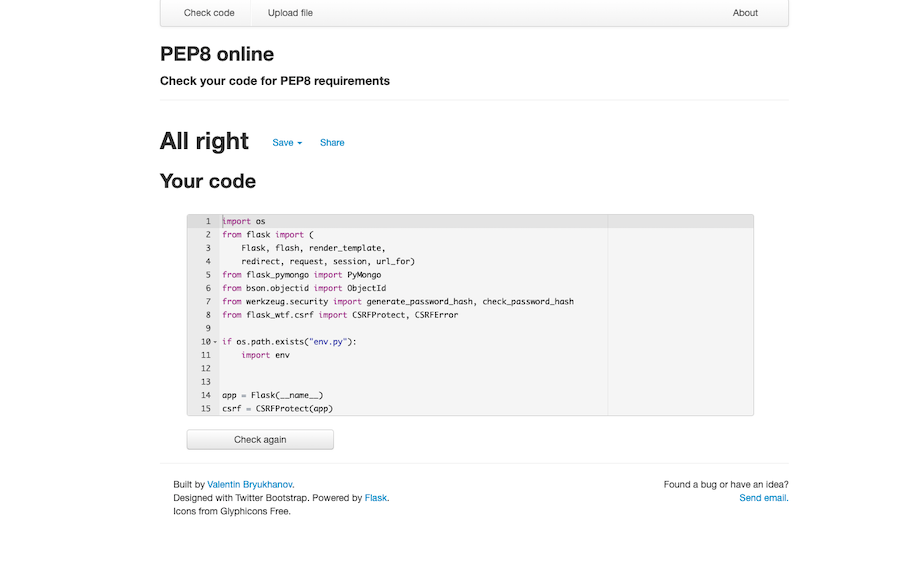 Check code Upload file About
PEP8 online
Check your code for PEP8 requirements
All right Save Share
Your code
1 import os
2 from flask import (
3     Flask, flash, render_template,
4     redirect, request, session, url_for)
5 from flask_pymongo import PyMongo
6 from bson.objectid import ObjectId
7 from werkzeug.security import generate_password_hash, check_password_hash
8 from flask_wtf.csrf import CSRFProtect, CSRFError
9
10 if os.path.exists("env.py"):
11     import env
12
13
14 app = Flask(__name__)
15 csrf = CSRFProtect(app)
Check again
Built by Valentin Bryukhanov. Found a bug or have an idea?
Designed with Twitter Bootstrap. Powered by Flask. Send email.
Icons from Glyphicons Free.